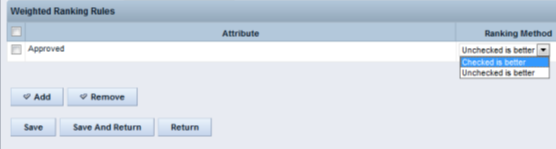 Weighted Ranking Rules
Attribute Ranking Method
Approved Unchecked is better
Checked is better
Unchecked is better
Add Remove
Save Save And Return Return